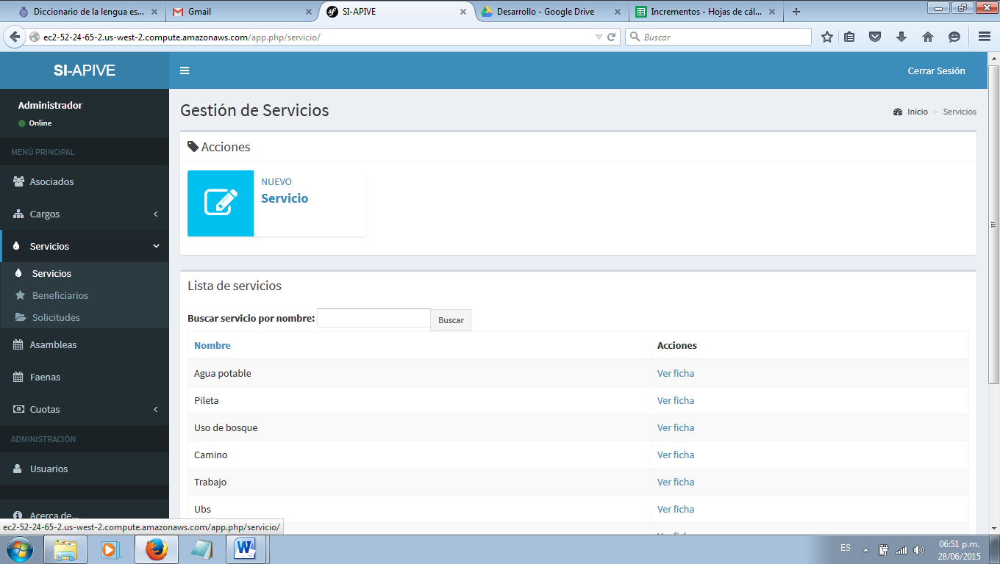 Diccionario de la lengua es...
Gmail
SI-APIVE
Desarrollo - Google Drive
Incrementos - Hojas de cál...
ec2-52-24-65-2.us-west-2.compute.amazonaws.com/app.php/servicio/
Buscar
SI-APIVE
Cerrar Sesión
Administrador
Online
Gestión de Servicios
Inicio > Servicios
MENÚ PRINCIPAL
Asociados
Cargos
Servicios
Servicios
Beneficiarios
Solicitudes
Asambleas
Faenas
Cuotas
ADMINISTRACIÓN
Usuarios
Acerca de...
Acciones
NUEVO
Servicio
Lista de servicios
Buscar servicio por nombre:
Buscar
Nombre Acciones
Agua potable Ver ficha
Pileta Ver ficha
Uso de bosque Ver ficha
Camino Ver ficha
Trabajo Ver ficha
Ubs Ver ficha
ec2-52-24-65-2.us-west-2.compute.amazonaws.com/app.php/servicio/
ES
06:51 p.m.
28/06/2015